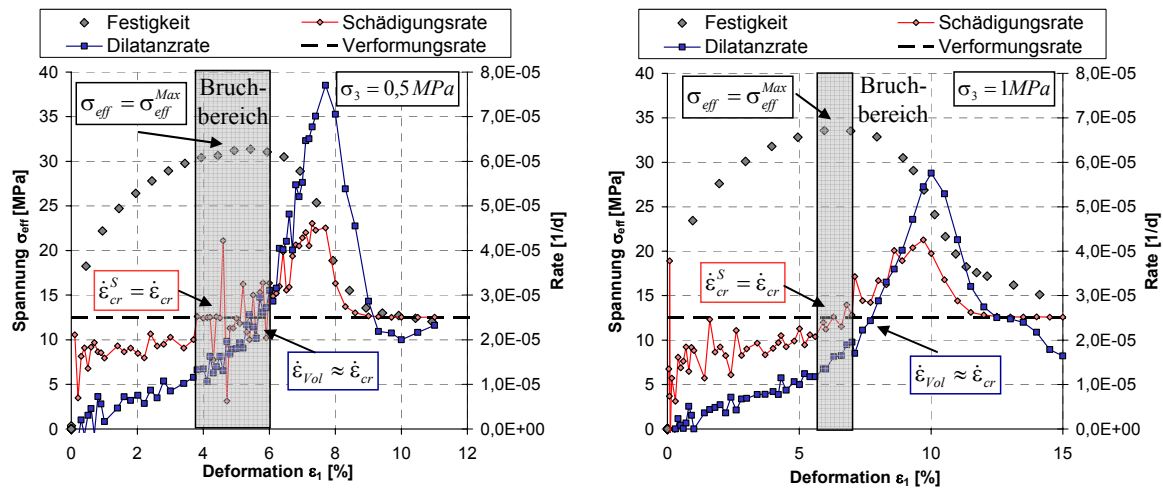 Festigkeit
Schädigungsrate
Dilatanzrate
Verformungsrate
40
35
30
25
20
15
10
5
0
Spannung σeff [MPa]
8,0E-05
7,0E-05
6,0E-05
5,0E-05
4,0E-05
3,0E-05
2,0E-05
1,0E-05
0,0E+00
Rate [1/d]
0
2
4
6
8
10
12
Deformation ε1 [%]
Bruch-
bereich
σ3 = 0,5 MPa
σeff = σeff^Max
ε̇cr^S = ε̇cr
ε̇Vol ≈ ε̇cr
Festigkeit
Schädigungsrate
Dilatanzrate
Verformungsrate
40
35
30
25
20
15
10
5
0
Spannung σeff [MPa]
8,0E-05
7,0E-05
6,0E-05
5,0E-05
4,0E-05
3,0E-05
2,0E-05
1,0E-05
0,0E+00
Rate [1/d]
0
5
10
15
Deformation ε1 [%]
Bruch-
bereich
σ3 = 1MPa
σeff = σeff^Max
ε̇cr^S = ε̇cr
ε̇Vol ≈ ε̇cr